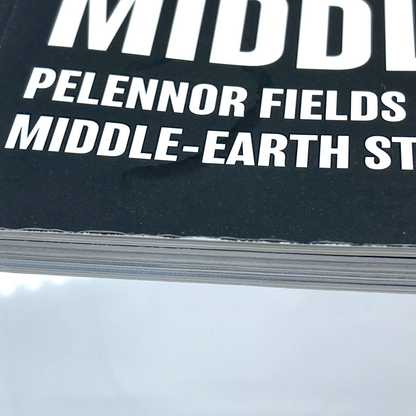 MIDDL
PELENNOR FIELDS
MIDDLE-EARTH ST